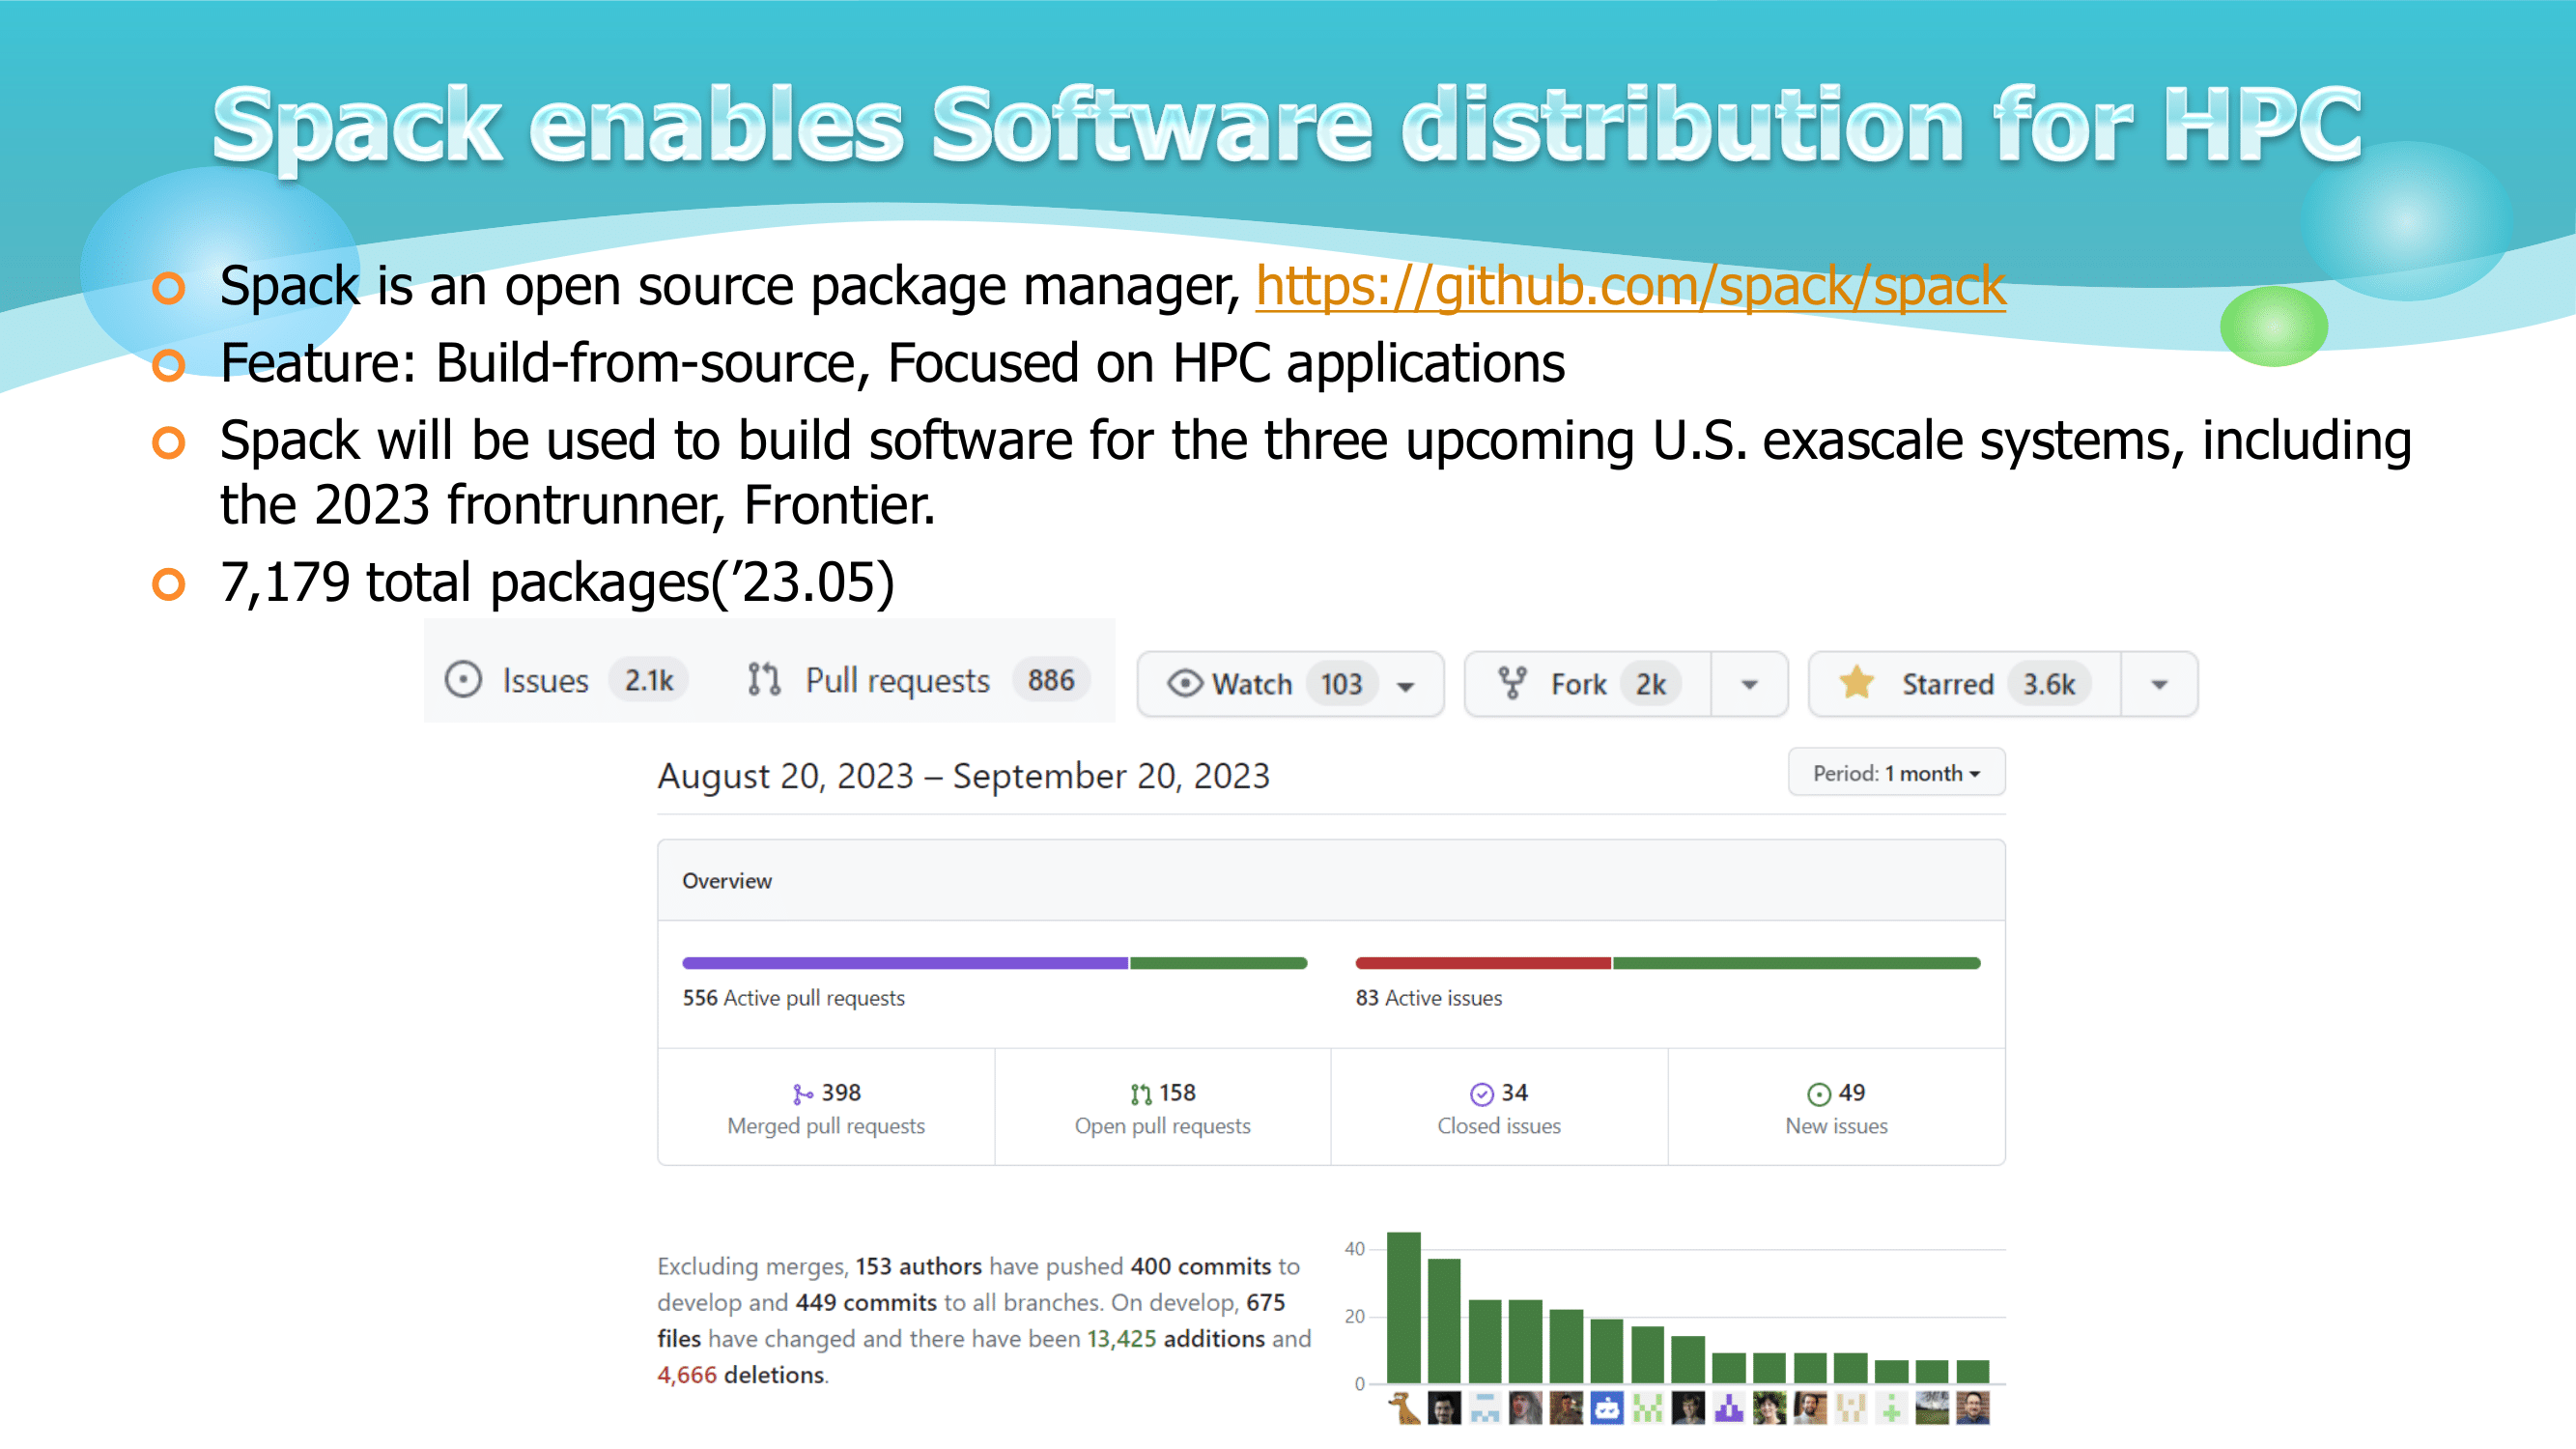 Spack enables Software distribution for HPC
Spack is an open source package manager, https://github.com/spack/spack
Feature: Build-from-source, Focused on HPC applications
Spack will be used to build software for the three upcoming U.S. exascale systems, including
the 2023 frontrunner, Frontier.
7,179 total packages(’23.05)
Issues 2.1k Pull requests 886 Watch 103 Fork 2k Starred 3.6k
August 20, 2023 – September 20, 2023 Period: 1 month
Overview
556 Active pull requests 83 Active issues
398 158 34 49
Merged pull requests Open pull requests Closed issues New issues
Excluding merges, 153 authors have pushed 400 commits to
develop and 449 commits to all branches. On develop, 675
files have changed and there have been 13,425 additions and
4,666 deletions.
40
20
0